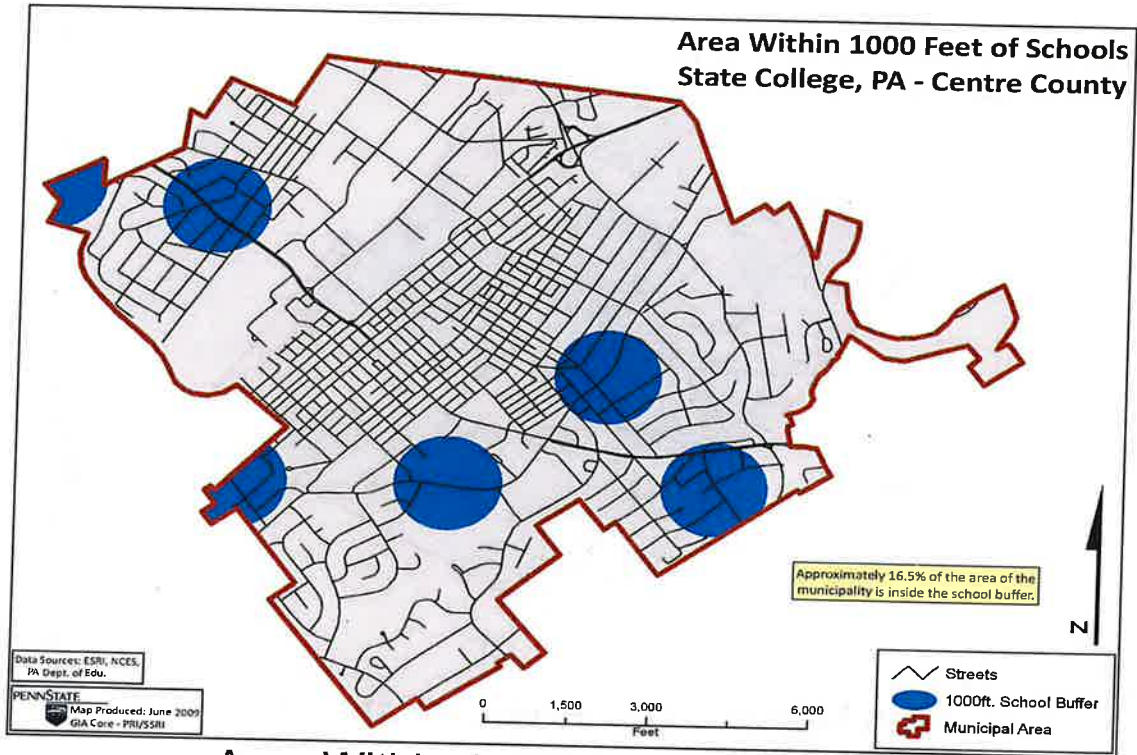 Area Within 1000 Feet of Schools
State College, PA - Centre County
Approximately 16.5% of the area of the
municipality is inside the school buffer.
N
Data Sources: ESRI, NCES,
PA Dept. of Edu.
PENNSTATE
Map Produced: June 2009
GIA Core - PRI/SSRI
0 1,500 3,000 6,000
Feet
Streets
1000ft. School Buffer
Municipal Area